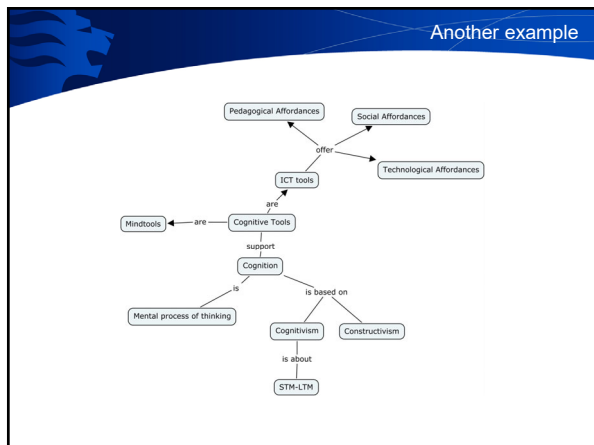 Another example
Pedagogical Affordances
Social Affordances
offer
Technological Affordances
ICT tools
are
Mindtools
are
Cognitive Tools
support
Cognition
is
is based on
Mental process of thinking
Cognitivism
Constructivism
is about
STM-LTM